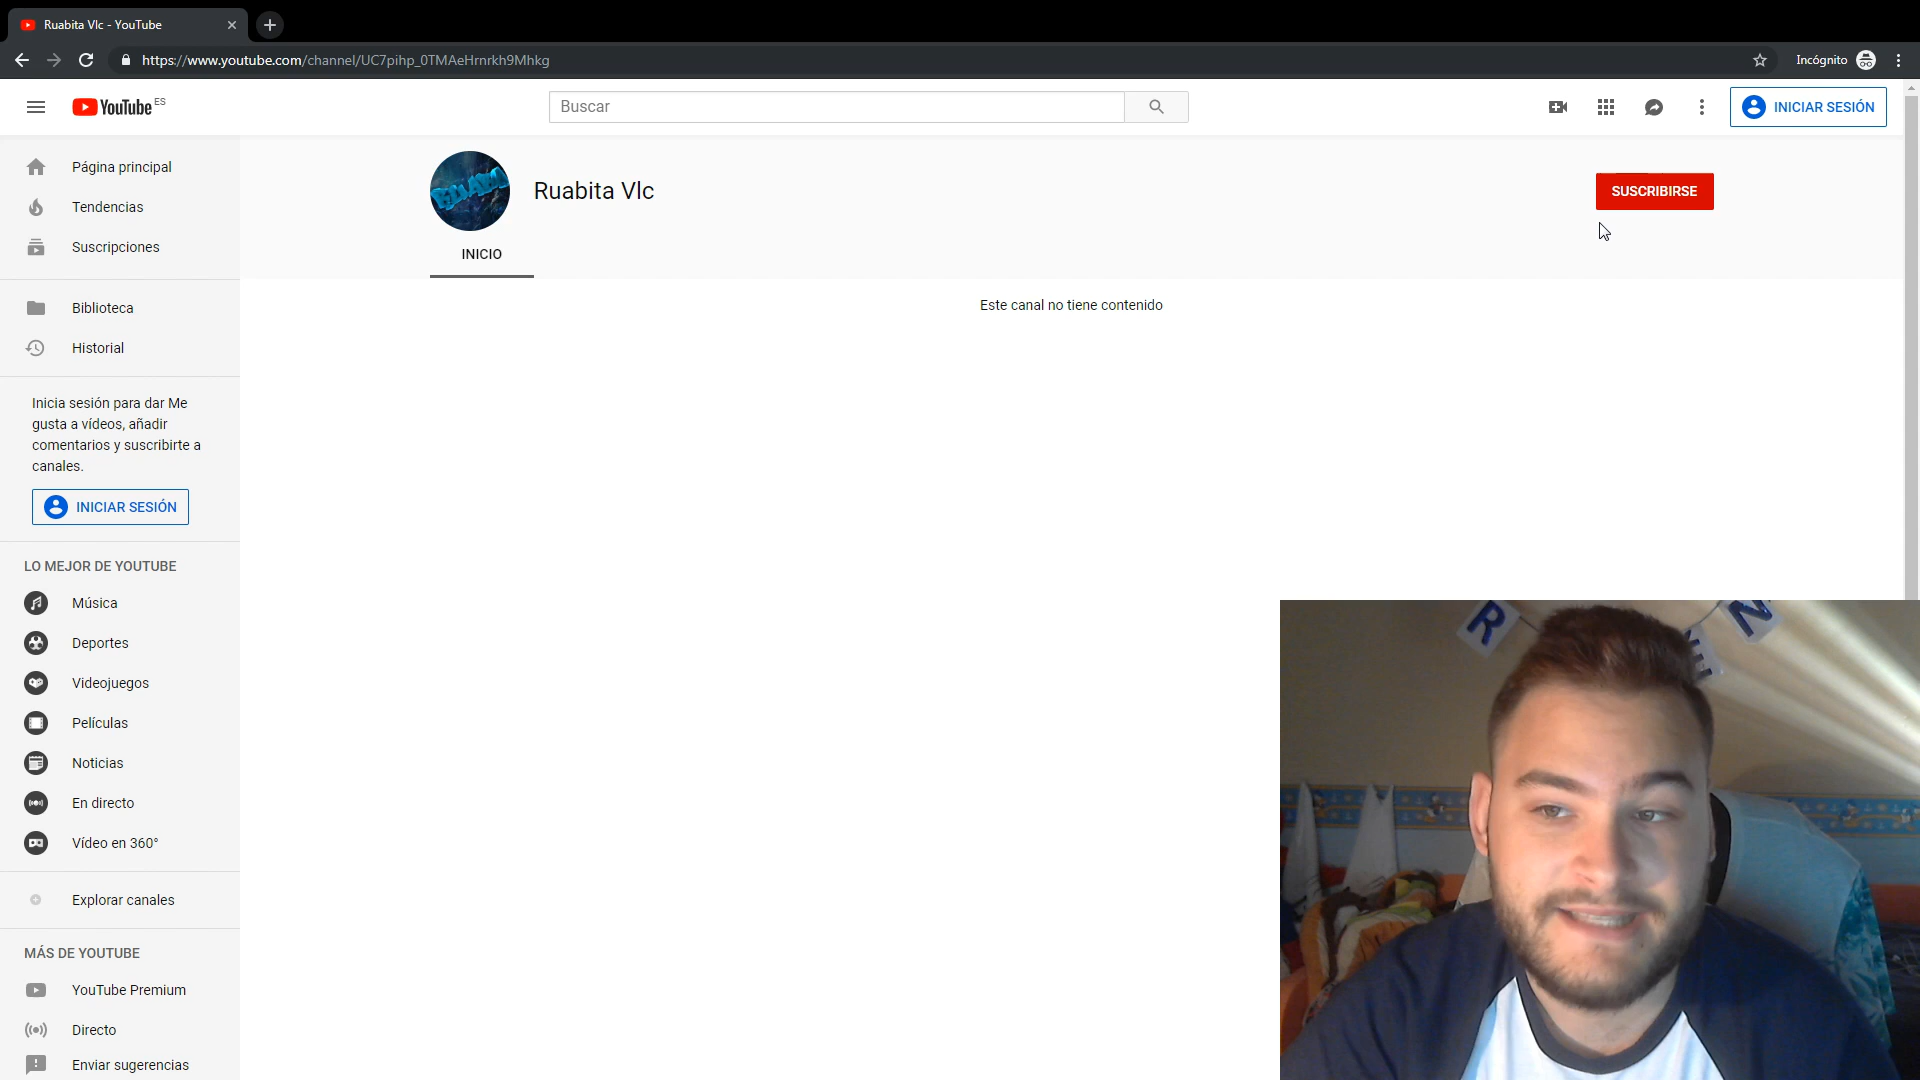 Ruabita Vlc - YouTube
https://www.youtube.com/channel/UC7pihp_0TMAeHrnrkh9Mhkg
Incógnito
YouTube ES
Buscar
INICIAR SESIÓN
Página principal
Tendencias
Suscripciones
Biblioteca
Historial
Inicia sesión para dar Me
gusta a vídeos, añadir
comentarios y suscribirte a
canales.
INICIAR SESIÓN
LO MEJOR DE YOUTUBE
Música
Deportes
Videojuegos
Películas
Noticias
En directo
Vídeo en 360°
Explorar canales
MÁS DE YOUTUBE
YouTube Premium
Directo
Enviar sugerencias
Ruabita Vlc
SUSCRIBIRSE
INICIO
Este canal no tiene contenido
R E N